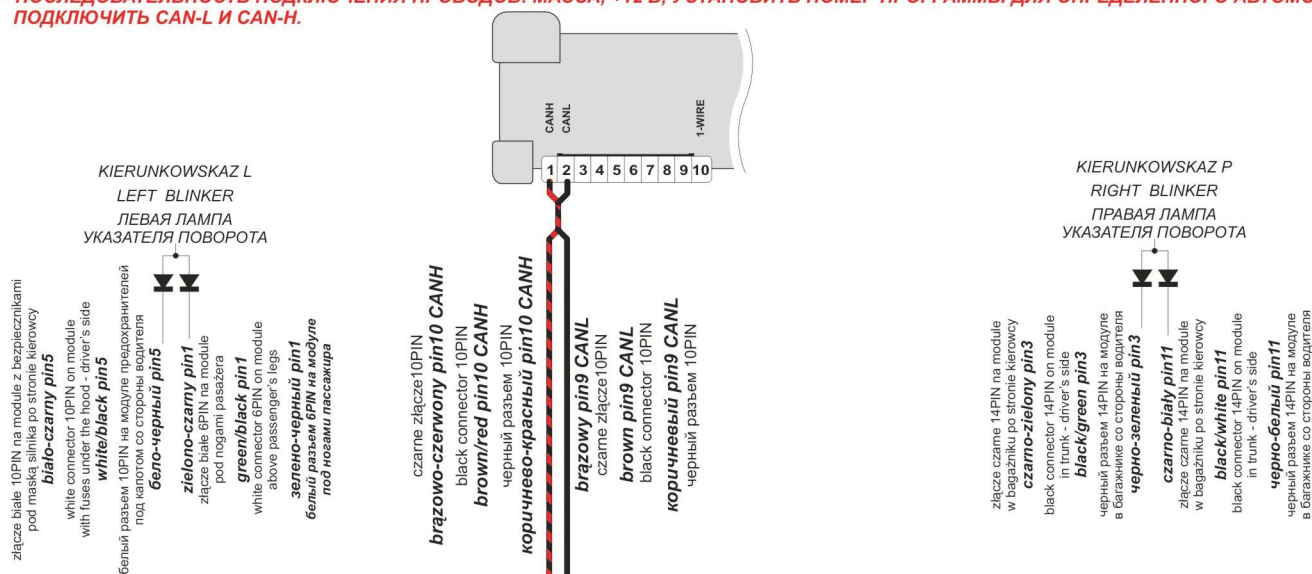 ПОСЛЕДОВАТЕЛЬНОСТЬ ПОДКЛЮЧЕНИЯ ПРОВОДОВ: МАССА, +12 В, УСТАНОВИТЬ НОМЕР ПРОГРАММЫ ДЛЯ ОПРЕДЕЛЕННОГО
ПОДКЛЮЧИТЬ CAN-L И CAN-H.
CANH
CANL
1-WIRE
1 2 3 4 5 6 7 8 9 10
KIERUNKOWSKAZ L
LEFT BLINKER
ЛЕВАЯ ЛАМПА
УКАЗАТЕЛЯ ПОВОРОТА
złącze białe 10PIN na module z bezpiecznikami
pod maską silnika po stronie kierowcy
biało-czarny pin5
white connector 10PIN on module
with fuses under the hood - driver's side
white/black pin5
белый разъем 10PIN на модуле предохранителей
под капотом со стороны водителя
бело-черный pin5
zielono-czarny pin1
złącze białe 6PIN na module
pod nogami pasażera
green/black pin1
white connector 6PIN on module
above passenger's legs
зелено-черный pin1
белый разъем 6PIN на модуле
под ногами пассажира
czarne złącze10PIN
brązowo-czerwony pin10 CANH
black connector 10PIN
brown/red pin10 CANH
черный разъем 10PIN
коричнево-красный pin10 CANH
brązowy pin9 CANL
czarne złącze10PIN
brown pin9 CANL
black connector 10PIN
коричневый pin9 CANL
черный разъем 10PIN
KIERUNKOWSKAZ P
RIGHT BLINKER
ПРАВАЯ ЛАМПА
УКАЗАТЕЛЯ ПОВОРОТА
złącze czarne 14PIN na module
w bagażniku po stronie kierowcy
czarno-zielony pin3
black connector 14PIN on module
in trunk - driver's side
black/green pin3
черный разъем 14PIN на модуле
в багажнике со стороны водителя
черно-зеленый pin3
czarno-biały pin11
złącze czarne 14PIN na module
w bagażniku po stronie kierowcy
black/white pin11
black connector 14PIN on module
in trunk - driver's side
черно-белый pin11
черный разъем 14PIN на модуле
в багажнике со стороны водителя